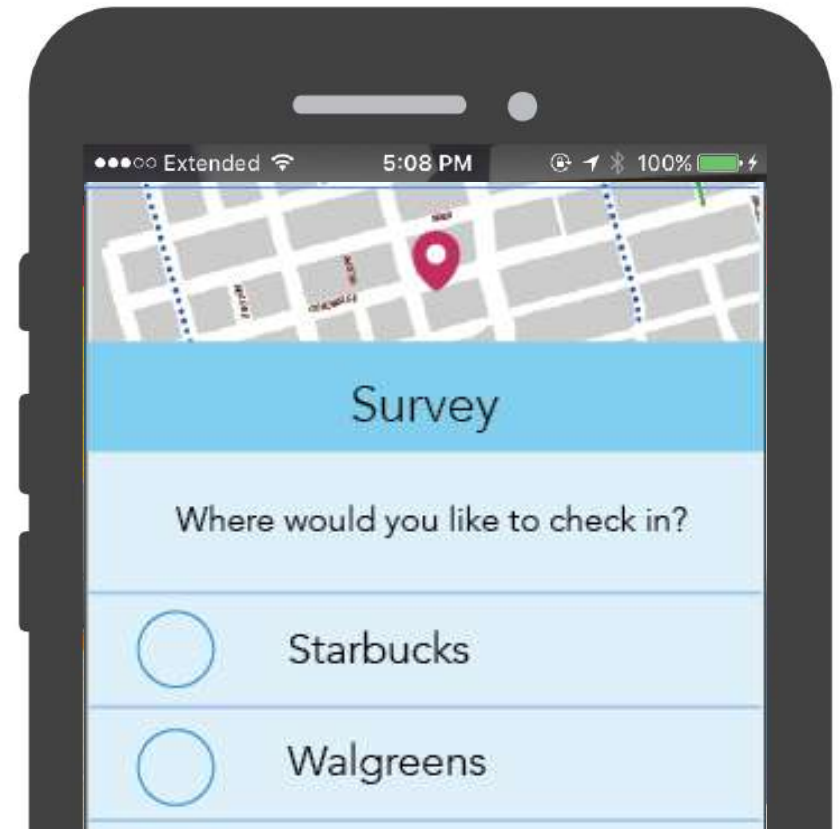 Extended 5:08 PM 100%
Survey
Where would you like to check in?
Starbucks
Walgreens